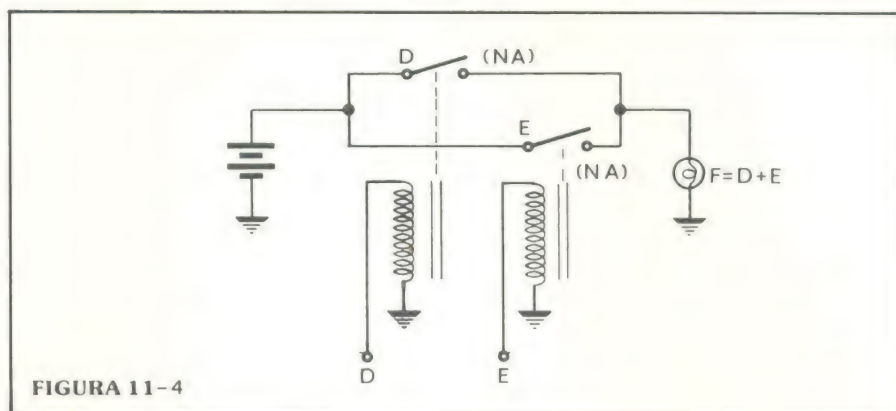 D (NA)
E
(NA)
F=D+E
D E
FIGURA 11-4